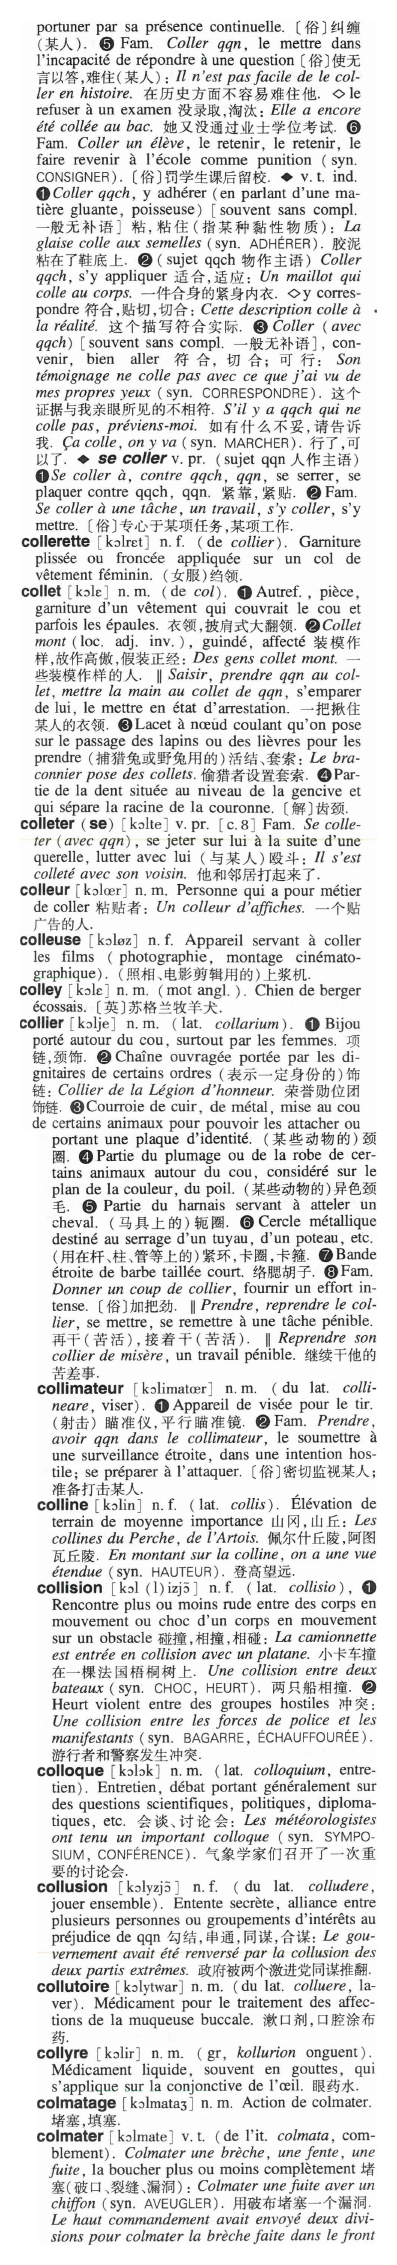 portuner par sa présence continuelle. 〔俗〕纠缠
(某人). ❺ Fam. Coller qqn, le mettre dans
l'incapacité de répondre à une question〔俗〕使无
言以答,难住(某人): Il n'est pas facile de le col-
ler en histoire. 在历史方面不容易难住他. ◇ le
refuser à un examen 没录取,淘汰: Elle a encore
été collée au bac. 她又没通过业士学位考试. ❻
Fam. Coller un élève, le retenir, le retenir, le
faire revenir à l'école comme punition (syn.
CONSIGNER). 〔俗〕罚学生课后留校. ◆ v. t. ind.
❶ Coller qqch, y adhérer (en parlant d'une ma-
tière gluante, poisseuse) [souvent sans compl.
一般无补语] 粘,粘住(指某种黏性物质): La
glaise colle aux semelles (syn. ADHÉRER). 胶泥
粘在了鞋底上. ❷ (sujet qqch 物作主语) Coller
qqch, s'y appliquer 适合,适应: Un maillot qui
colle au corps. 一件合身的紧身内衣. ◇ y corres-
pondre 符合,贴切,切合: Cette description colle à
la réalité. 这个描写符合实际. ❸ Coller (avec
qqch) [souvent sans compl. 一般无补语], con-
venir, bien aller 符合, 切合; 可行: Son
témoignage ne colle pas avec ce que j'ai vu de
mes propres yeux (syn. CORRESPONDRE). 这个
证据与我亲眼所见的不相符. S'il y a qqch qui ne
colle pas, préviens-moi. 如有什么不妥,请告诉
我. Ça colle, on y va (syn. MARCHER). 行了,可
以了. ◆ se coller v. pr. (sujet qqn 人作主语)
❶ Se coller à, contre qqch, qqn, se serrer, se
plaquer contre qqch, qqn. 紧靠,紧贴. ❷ Fam.
Se coller à une tâche, un travail, s'y coller, s'y
mettre. 〔俗〕专心于某项任务,某项工作.
collerette [kɔlrɛt] n. f. (de collier). Garniture
plissée ou froncée appliquée sur un col de
vêtement féminin. (女服)绉领.
collet [kɔlɛ] n. m. (de col). ❶ Autref., pièce,
garniture d'un vêtement qui couvrait le cou et
parfois les épaules. 衣领,披肩式大翻领. ❷ Collet
mont (loc. adj. inv.), guindé, affecté 装模作
样,故作高傲,假装正经: Des gens collet mont. 一
些装模作样的人. ‖ Saisir, prendre qqn au col-
let, mettre la main au collet de qqn, s'emparer
de lui, le mettre en état d'arrestation. 一把揪住
某人的衣领. ❸ Lacet à nœud coulant qu'on pose
sur le passage des lapins ou des lièvres pour les
prendre (捕猎兔或野兔用的)活结、套索: Le bra-
connier pose des collets. 偷猎者设置套索. ❹ Par-
tie de la dent située au niveau de la gencive et
qui sépare la racine de la couronne. 〔解〕齿颈.
colleter (se) [kɔlte] v. pr. [c. 8] Fam. Se colle-
ter (avec qqn), se jeter sur lui à la suite d'une
querelle, lutter avec lui (与某人)殴斗: Il s'est
colleté avec son voisin. 他和邻居打起来了.
colleur [kɔlœr] n. m. Personne qui a pour métier
de coller 粘贴者: Un colleur d'affiches. 一个贴
广告的人.
colleuse [kɔløz] n. f. Appareil servant à coller
les films (photographie, montage cinémato-
graphique). (照相、电影剪辑用的)上浆机.
colley [kɔlɛ] n. m. (mot angl.). Chien de berger
écossais. 〔英〕苏格兰牧羊犬.
collier [kɔlje] n. m. (lat. collarium). ❶ Bijou
porté autour du cou, surtout par les femmes. 项
链,颈饰. ❷ Chaîne ouvragée portée par les di-
gnitaires de certains ordres (表示一定身份的)饰
链: Collier de la Légion d'honneur. 荣誉勋位团
饰链. ❸ Courroie de cuir, de métal, mise au cou
de certains animaux pour pouvoir les attacher ou
portant une plaque d'identité. (某些动物的)颈
圈. ❹ Partie du plumage ou de la robe de cer-
tains animaux autour du cou, considéré sur le
plan de la couleur, du poil. (某些动物的)异色颈
毛. ❺ Partie du harnais servant à atteler un
cheval. (马具上的)轭圈. ❻ Cercle métallique
destiné au serrage d'un tuyau, d'un poteau, etc.
(用在杆、柱、管等上的)紧环,卡圈,卡箍. ❼ Bande
étroite de barbe taillée court. 络腮胡子. ❽ Fam.
Donner un coup de collier, fournir un effort in-
tense. 〔俗〕加把劲. ‖ Prendre, reprendre le col-
lier, se mettre, se remettre à une tâche pénible.
再干(苦活),接着干(苦活). ‖ Reprendre son
collier de misère, un travail pénible. 继续干他的
苦差事.
collimateur [kɔlimatœr] n. m. (du lat. colli-
neare, viser). ❶ Appareil de visée pour le tir.
(射击) 瞄准仪,平行瞄准镜. ❷ Fam. Prendre,
avoir qqn dans le collimateur, le soumettre à
une surveillance étroite, dans une intention hos-
tile; se préparer à l'attaquer. 〔俗〕密切监视某人;
准备打击某人.
colline [kɔlin] n. f. (lat. collis). Élévation de
terrain de moyenne importance 山冈,山丘: Les
collines du Perche, de l'Artois. 佩尔什丘陵,阿图
瓦丘陵. En montant sur la colline, on a une vue
étendue (syn. HAUTEUR). 登高望远.
collision [kɔl(l)izjɔ̃] n. f. (lat. collisio), ❶
Rencontre plus ou moins rude entre des corps en
mouvement ou choc d'un corps en mouvement
sur un obstacle 碰撞,相撞,相碰: La camionnette
est entrée en collision avec un platane. 小卡车撞
在一棵法国梧桐树上. Une collision entre deux
bateaux (syn. CHOC, HEURT). 两只船相撞. ❷
Heurt violent entre des groupes hostiles 冲突:
Une collision entre les forces de police et les
manifestants (syn. BAGARRE, ÉCHAUFFOURÉE).
游行者和警察发生冲突.
colloque [kɔlɔk] n. m. (lat. colloquium, entre-
tien). Entretien, débat portant généralement sur
des questions scientifiques, politiques, diploma-
tiques, etc. 会谈、讨论会: Les météorologistes
ont tenu un important colloque (syn. SYMPO-
SIUM, CONFÉRENCE). 气象学家们召开了一次重
要的讨论会.
collusion [kɔlyzjɔ̃] n. f. (du lat. colludere,
jouer ensemble). Entente secrète, alliance entre
plusieurs personnes ou groupements d'intérêts au
préjudice de qqn 勾结,串通,同谋,合谋: Le gou-
vernement avait été renversé par la collusion des
deux partis extrêmes. 政府被两个激进党同谋推翻.
collutoire [kɔlytwar] n. m. (du lat. colluere, la-
ver). Médicament pour le traitement des affec-
tions de la muqueuse buccale. 漱口剂,口腔涂布
药.
collyre [kɔlir] n. m. (gr, kollurion onguent).
Médicament liquide, souvent en gouttes, qui
s'applique sur la conjonctive de l'œil. 眼药水.
colmatage [kɔlmataʒ] n. m. Action de colmater.
堵塞,填塞.
colmater [kɔlmate] v. t. (de l'it. colmata, com-
blement). Colmater une brèche, une fente, une
fuite, la boucher plus ou moins complètement 堵
塞(破口、裂缝、漏洞): Colmater une fuite aver un
chiffon (syn. AVEUGLER). 用破布堵塞一个漏洞.
Le haut commandement avait envoyé deux divi-
sions pour colmater la brèche faite dans le front